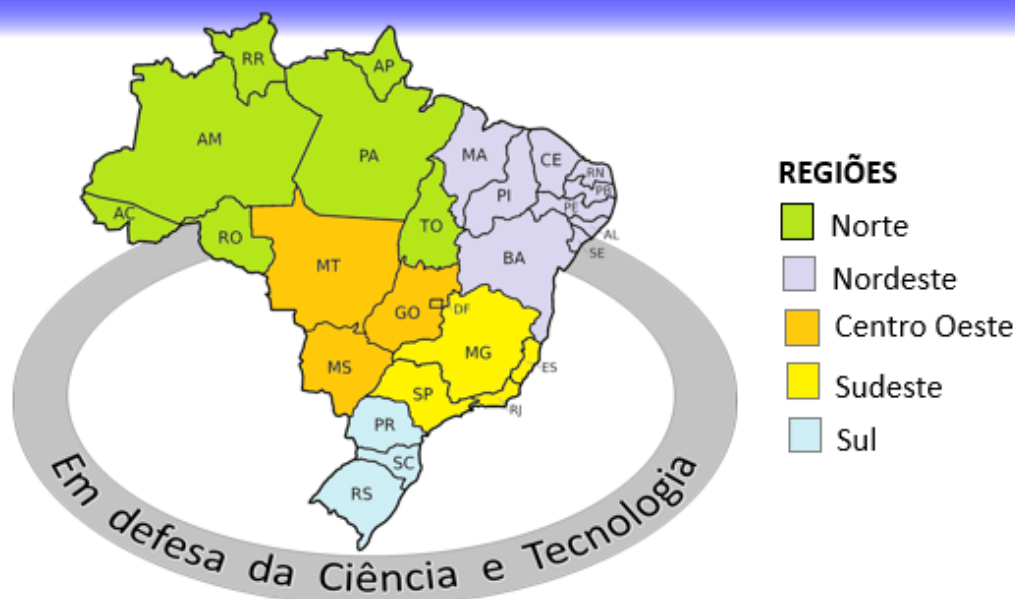 RR
AP
AM
PA
MA
CE
RN
PB
PI
PE
AC
TO
AL
RO
SE
BA
MT
GO
DF
MG
MS
ES
SP
RJ
PR
SC
RS
Em defesa da Ciência e Tecnologia
REGIÕES
Norte
Nordeste
Centro Oeste
Sudeste
Sul